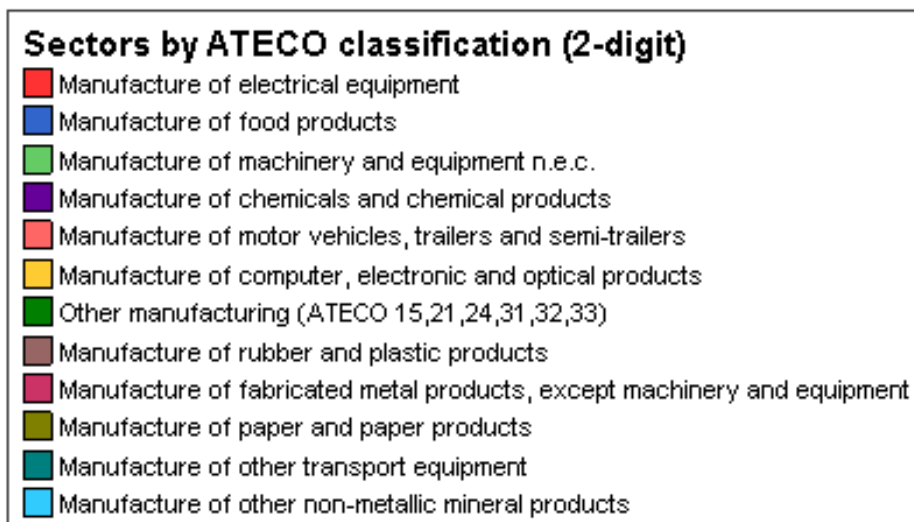 Sectors by ATECO classification (2-digit)
Manufacture of electrical equipment
Manufacture of food products
Manufacture of machinery and equipment n.e.c.
Manufacture of chemicals and chemical products
Manufacture of motor vehicles, trailers and semi-trailers
Manufacture of computer, electronic and optical products
Other manufacturing (ATECO 15,21,24,31,32,33)
Manufacture of rubber and plastic products
Manufacture of fabricated metal products, except machinery and equipment
Manufacture of paper and paper products
Manufacture of other transport equipment
Manufacture of other non-metallic mineral products